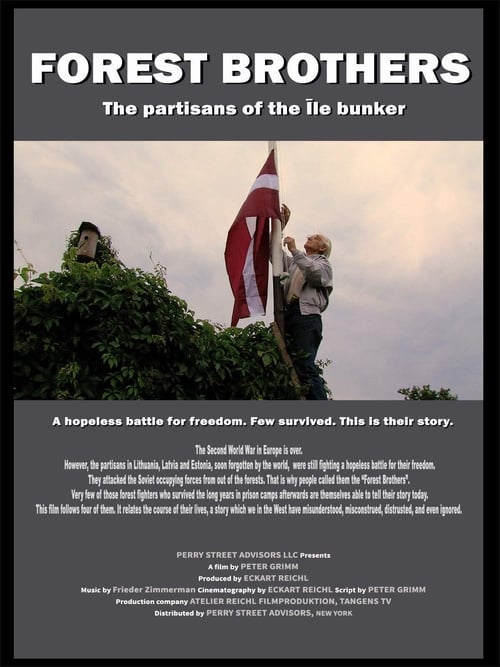 FOREST BROTHERS
The partisans of the Īle bunker
A hopeless battle for freedom. Few survived. This is their story.
The Second World War in Europe is over.
However, the partisans in Lithuania, Latvia and Estonia, soon forgotten by the world, were still fighting a hopeless battle for their freedom.
They attacked the Soviet occupying forces from out of the forests. That is why people called them the "Forest Brothers".
Very few of those forest fighters who survived the long years in prison camps afterwards are themselves able to tell their story today.
This film follows four of them. It relates the course of their lives, a story which we in the West have misunderstood, misconstrued, distrusted, and even ignored.
PERRY STREET ADVISORS LLC Presents
A film by PETER GRIMM
Produced by ECKART REICHL
Music by Frieder Zimmerman Cinematography by ECKART REICHL Script by PETER GRIMM
Production company ATELIER REICHL FILMPRODUKTION, TANGENS TV
Distributed by PERRY STREET ADVISORS, NEW YORK